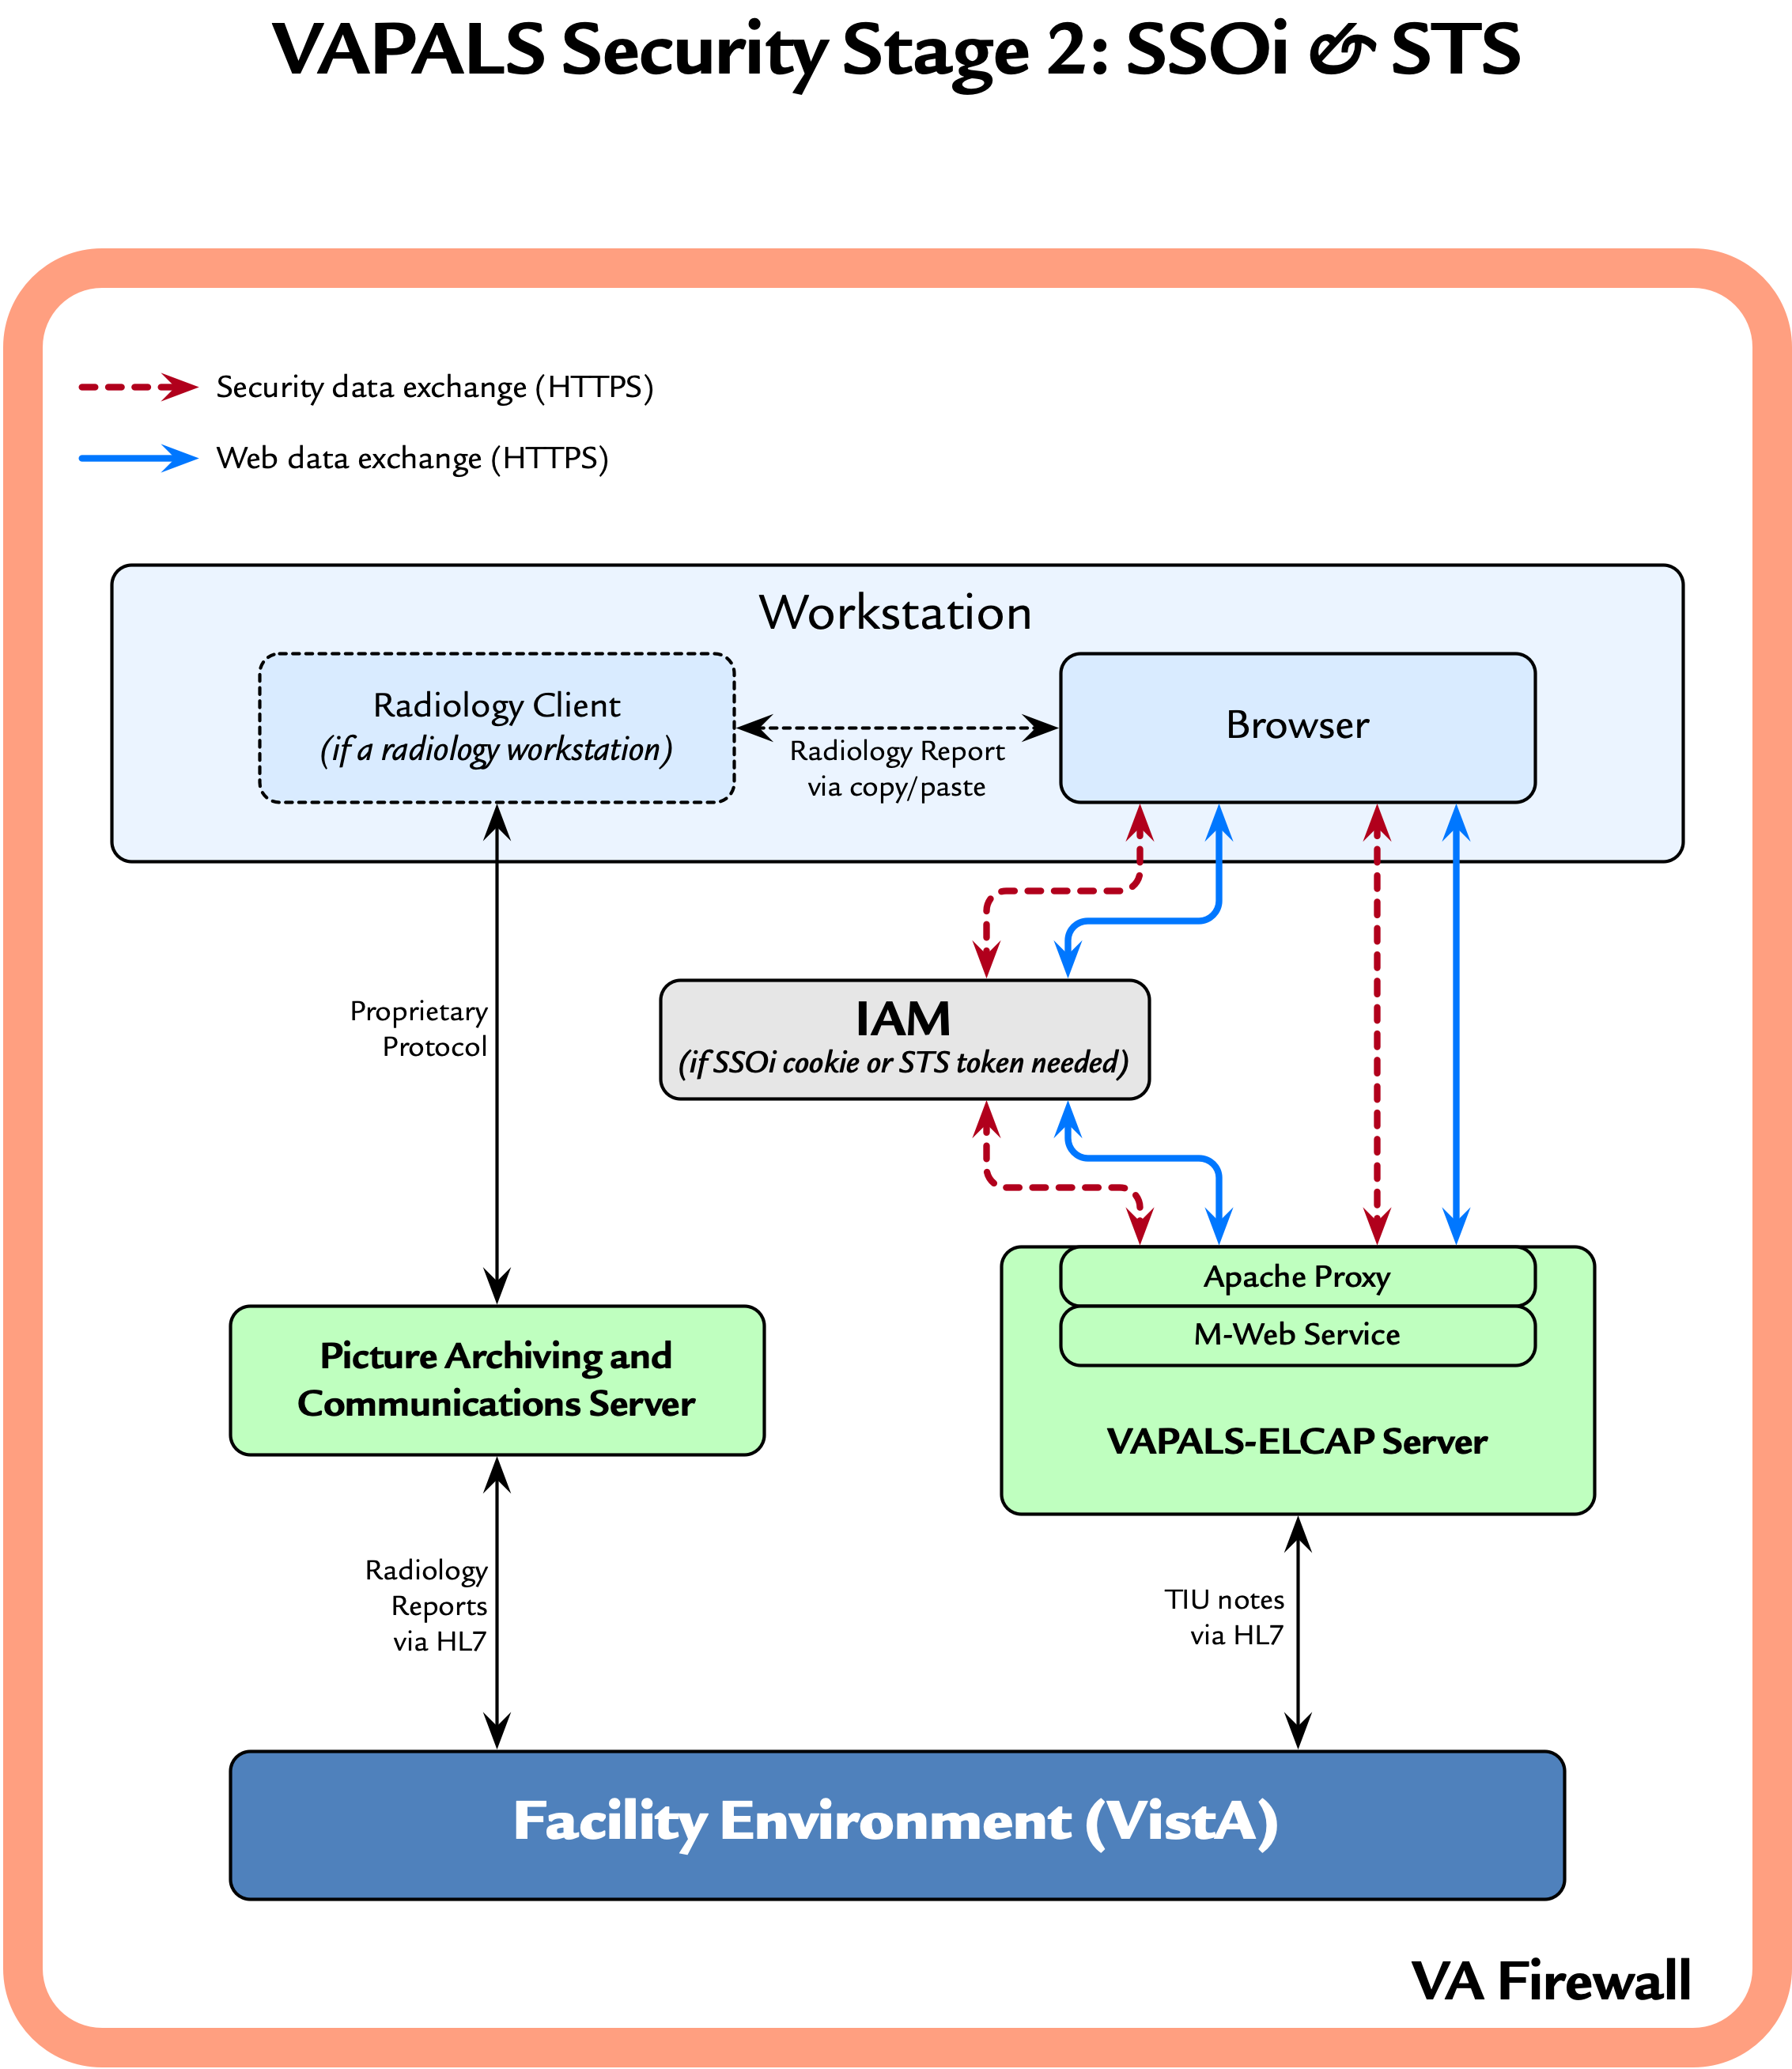 VAPALS Security Stage 2: SSOi & STS
Security data exchange (HTTPS)
Web data exchange (HTTPS)
Workstation
Radiology Client
(if a radiology workstation)
Radiology Report
via copy/paste
Browser
Proprietary
Protocol
IAM
(if SSOi cookie or STS token needed)
Apache Proxy
M-Web Service
VAPALS-ELCAP Server
Picture Archiving and
Communications Server
Radiology
Reports
via HL7
TIU notes
via HL7
Facility Environment (VistA)
VA Firewall